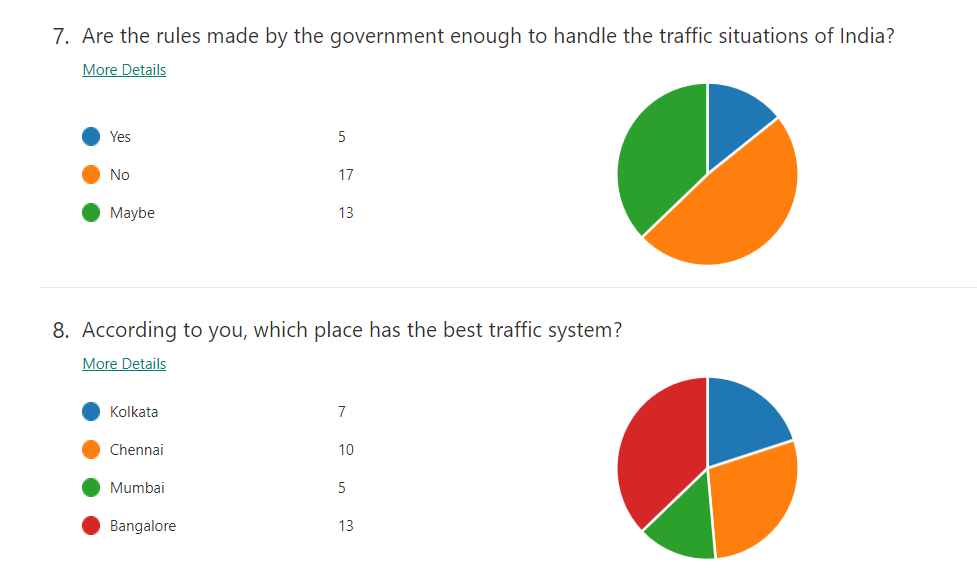 7. Are the rules made by the government enough to handle the traffic situations of India?
More Details
Yes 5
No 17
Maybe 13
8. According to you, which place has the best traffic system?
More Details
Kolkata 7
Chennai 10
Mumbai 5
Bangalore 13